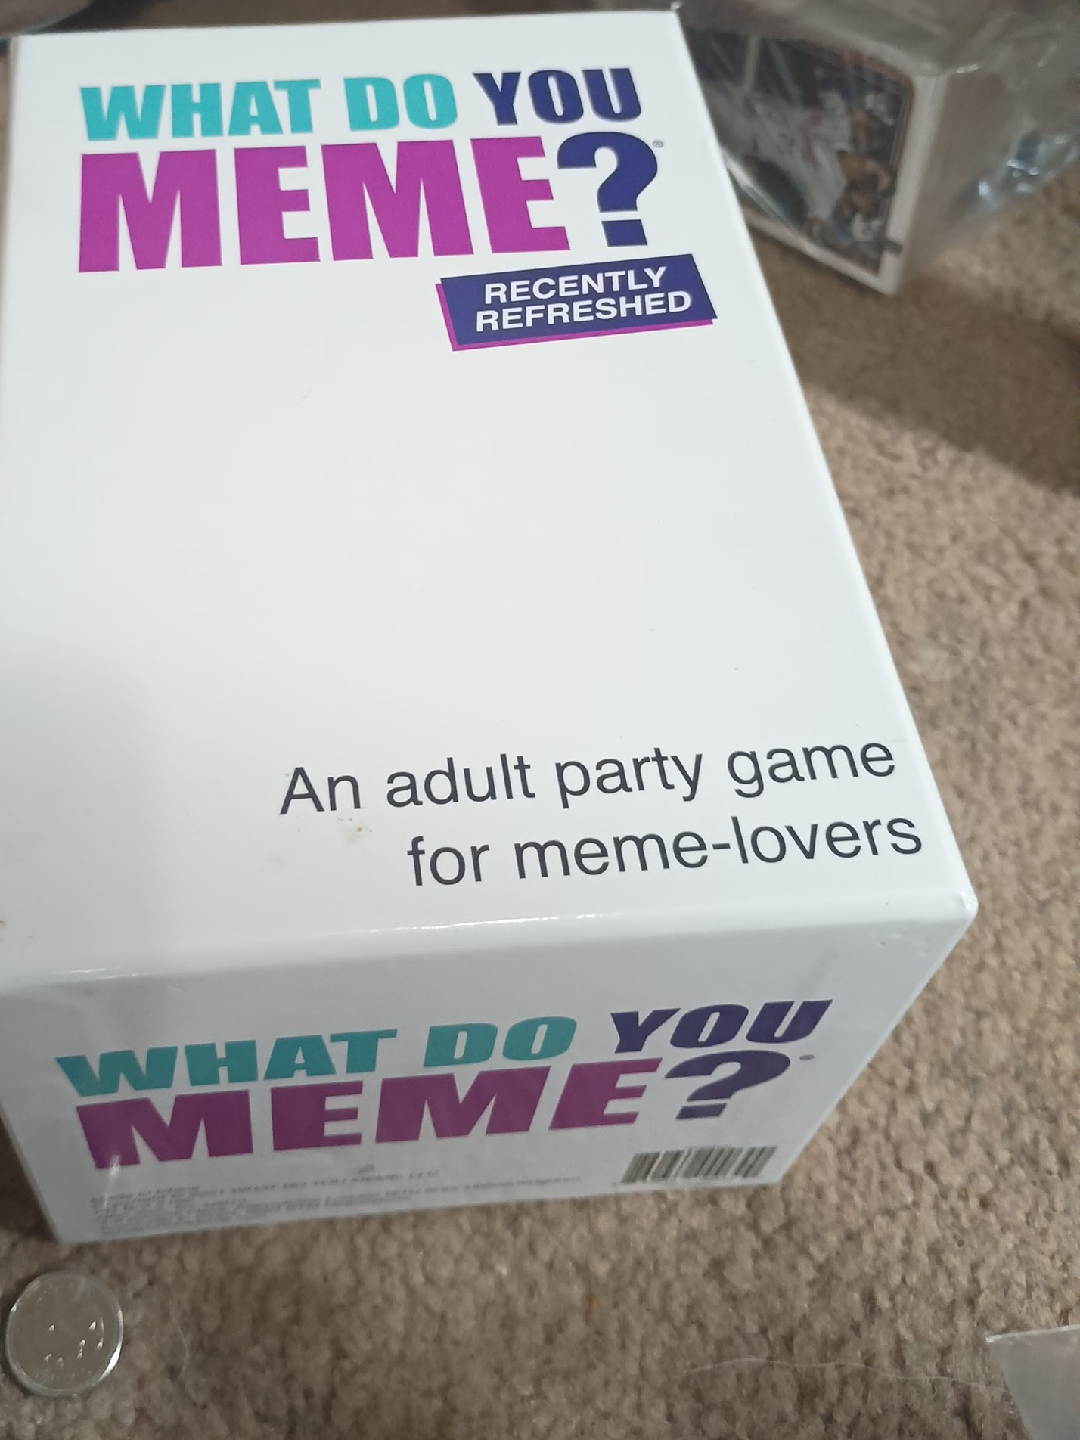 WHAT DO YOU
MEME?®
RECENTLY
REFRESHED
An adult party game
for meme-lovers
WHAT DO YOU
MEME?